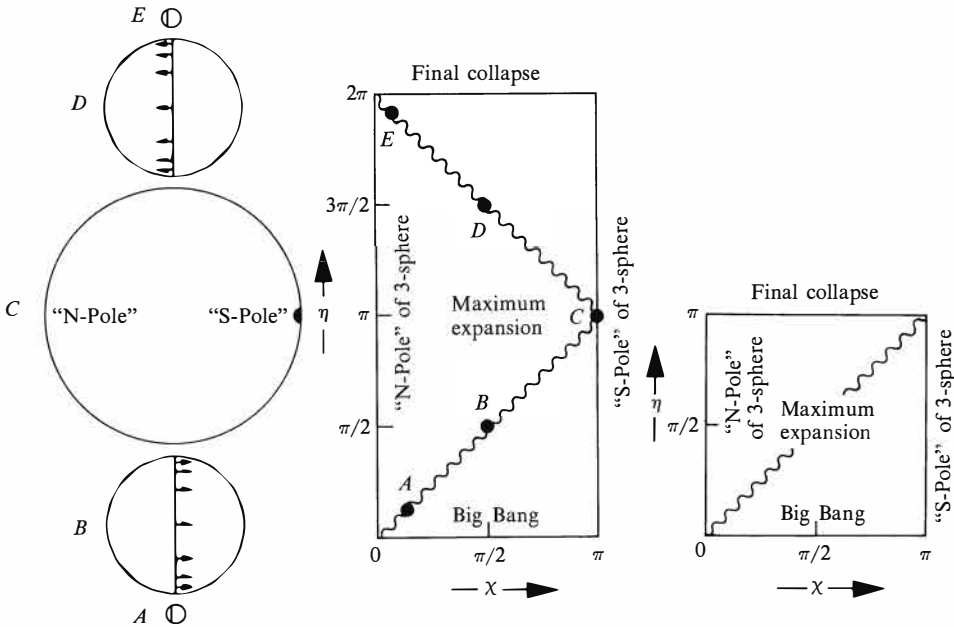 E
D
C
"N-Pole"
"S-Pole"
B
A
Final collapse
2π
E
3π/2
D
"N-Pole" of 3-sphere
"S-Pole" of 3-sphere
η
π
Maximum
expansion
C
π/2
B
A
Big Bang
0
π/2
π
χ
Final collapse
π
"N-Pole"
of 3-sphere
η
π/2
Maximum
expansion
"S-Pole" of 3-sphere
Big Bang
0
π/2
π
χ